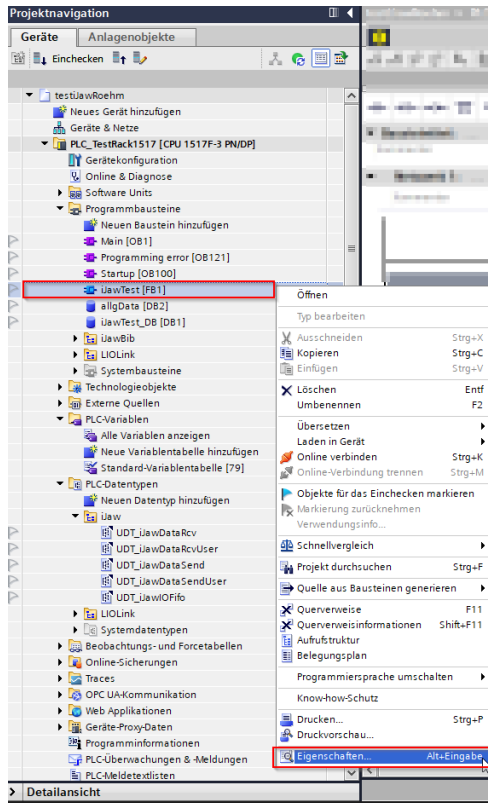 Projektnavigation
Geräte
Anlagenobjekte
Einchecken
testiJawRoehm
Neues Gerät hinzufügen
Geräte & Netze
PLC_TestRack1517 [CPU 1517F-3 PN/DP]
Gerätekonfiguration
Online & Diagnose
Software Units
Programmbausteine
Neuen Baustein hinzufügen
Main [OB1]
Programming error [OB121]
Startup [OB100]
iJawTest [FB1]
allgData [DB2]
iJawTest_DB [DB1]
iJawBib
LIOLink
Systembausteine
Technologieobjekte
Externe Quellen
PLC-Variablen
Alle Variablen anzeigen
Neue Variablentabelle hinzufügen
Standard-Variablentabelle [79]
PLC-Datentypen
Neuen Datentyp hinzufügen
iJaw
UDT_iJawDataRcv
UDT_iJawDataRcvUser
UDT_iJawDataSend
UDT_iJawDataSendUser
UDT_iJawIOFifo
LIOLink
Systemdatentypen
Beobachtungs- und Forcetabellen
Online-Sicherungen
Traces
OPC UA-Kommunikation
Web Applikationen
Geräte-Proxy-Daten
Programminformationen
PLC-Überwachungen & -Meldungen
PLC-Meldetextlisten
Detailansicht
Öffnen
Typ bearbeiten
Ausschneiden Strg+X
Kopieren Strg+C
Einfügen Strg+V
Löschen Entf
Umbenennen F2
Übersetzen
Laden in Gerät
Online verbinden Strg+K
Online-Verbindung trennen Strg+M
Objekte für das Einchecken markieren
Markierung zurücknehmen
Verwendungsinfo...
Schnellvergleich
Projekt durchsuchen Strg+F
Quelle aus Bausteinen generieren
Querverweise F11
Querverweisinformationen Shift+F11
Aufrufstruktur
Belegungsplan
Programmiersprache umschalten
Know-how-Schutz
Drucken... Strg+P
Druckvorschau...
Eigenschaften... Alt+Eingabe